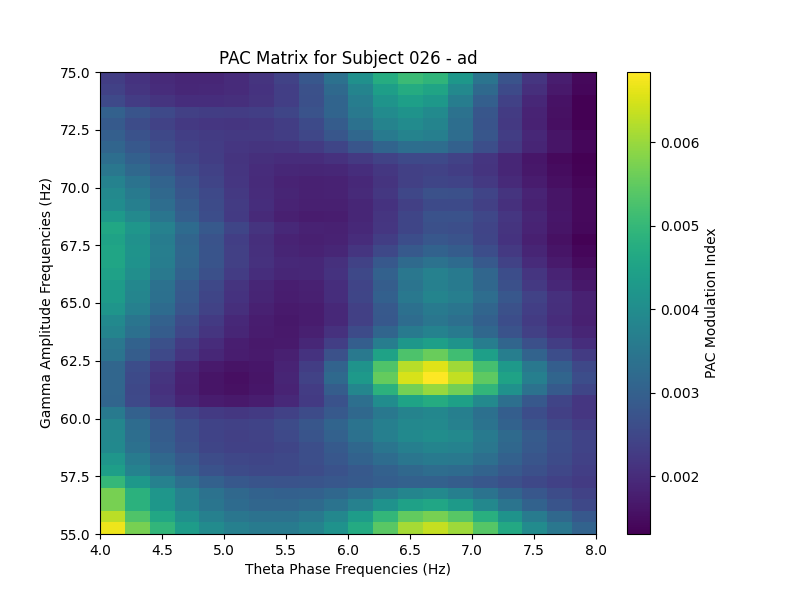 PAC Matrix for Subject 026 - ad
75.0
72.5
70.0
67.5
65.0
62.5
60.0
57.5
55.0
Gamma Amplitude Frequencies (Hz)
4.0 4.5 5.0 5.5 6.0 6.5 7.0 7.5 8.0
Theta Phase Frequencies (Hz)
0.006
0.005
0.004
0.003
0.002
PAC Modulation Index